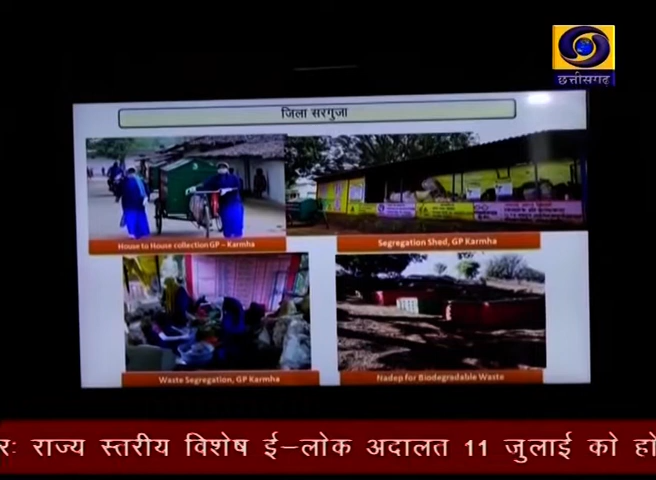 छत्तीसगढ़
जिला सरगुजा
House to House collection GP – Karmha
Segregation Shed, GP Karmha
Waste Segregation, GP Karmha
Nadep for Biodegradable Waste
रः राज्य स्तरीय विशेष ई–लोक अदालत 11 जुलाई को हो